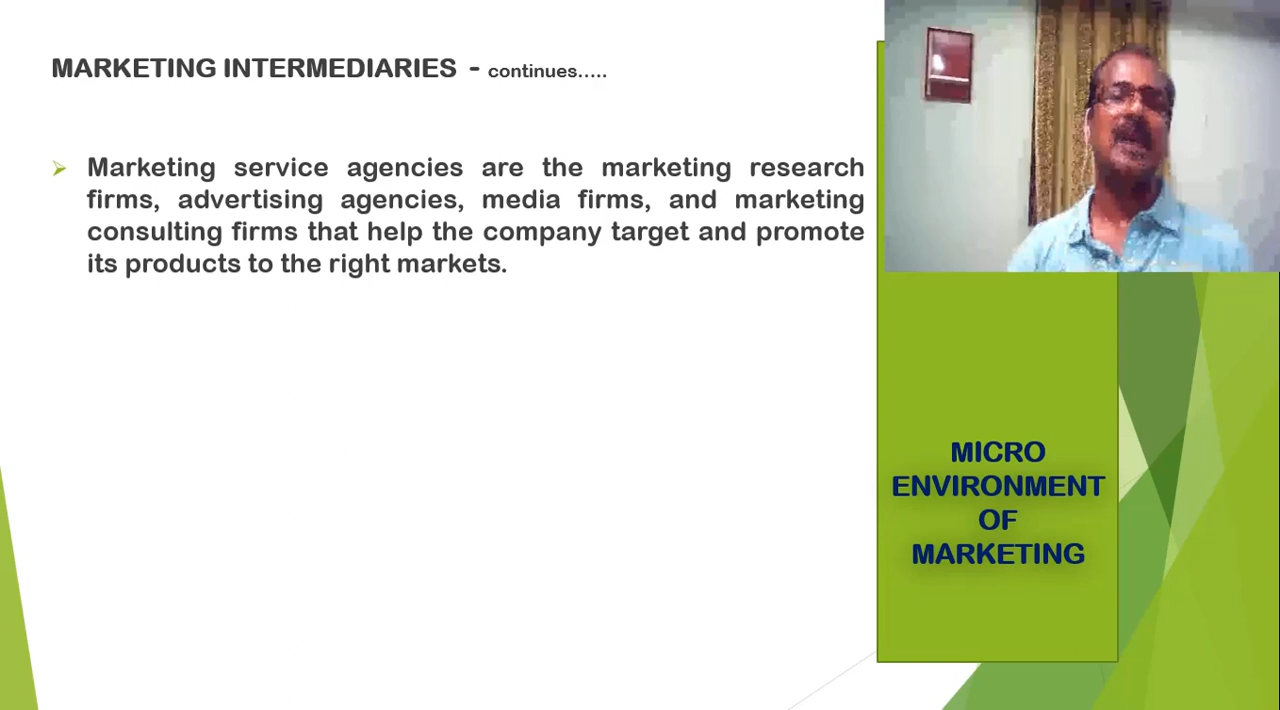 MARKETING INTERMEDIARIES - continues.....
➢ Marketing service agencies are the marketing research
firms, advertising agencies, media firms, and marketing
consulting firms that help the company target and promote
its products to the right markets.
MICRO
ENVIRONMENT
OF
MARKETING